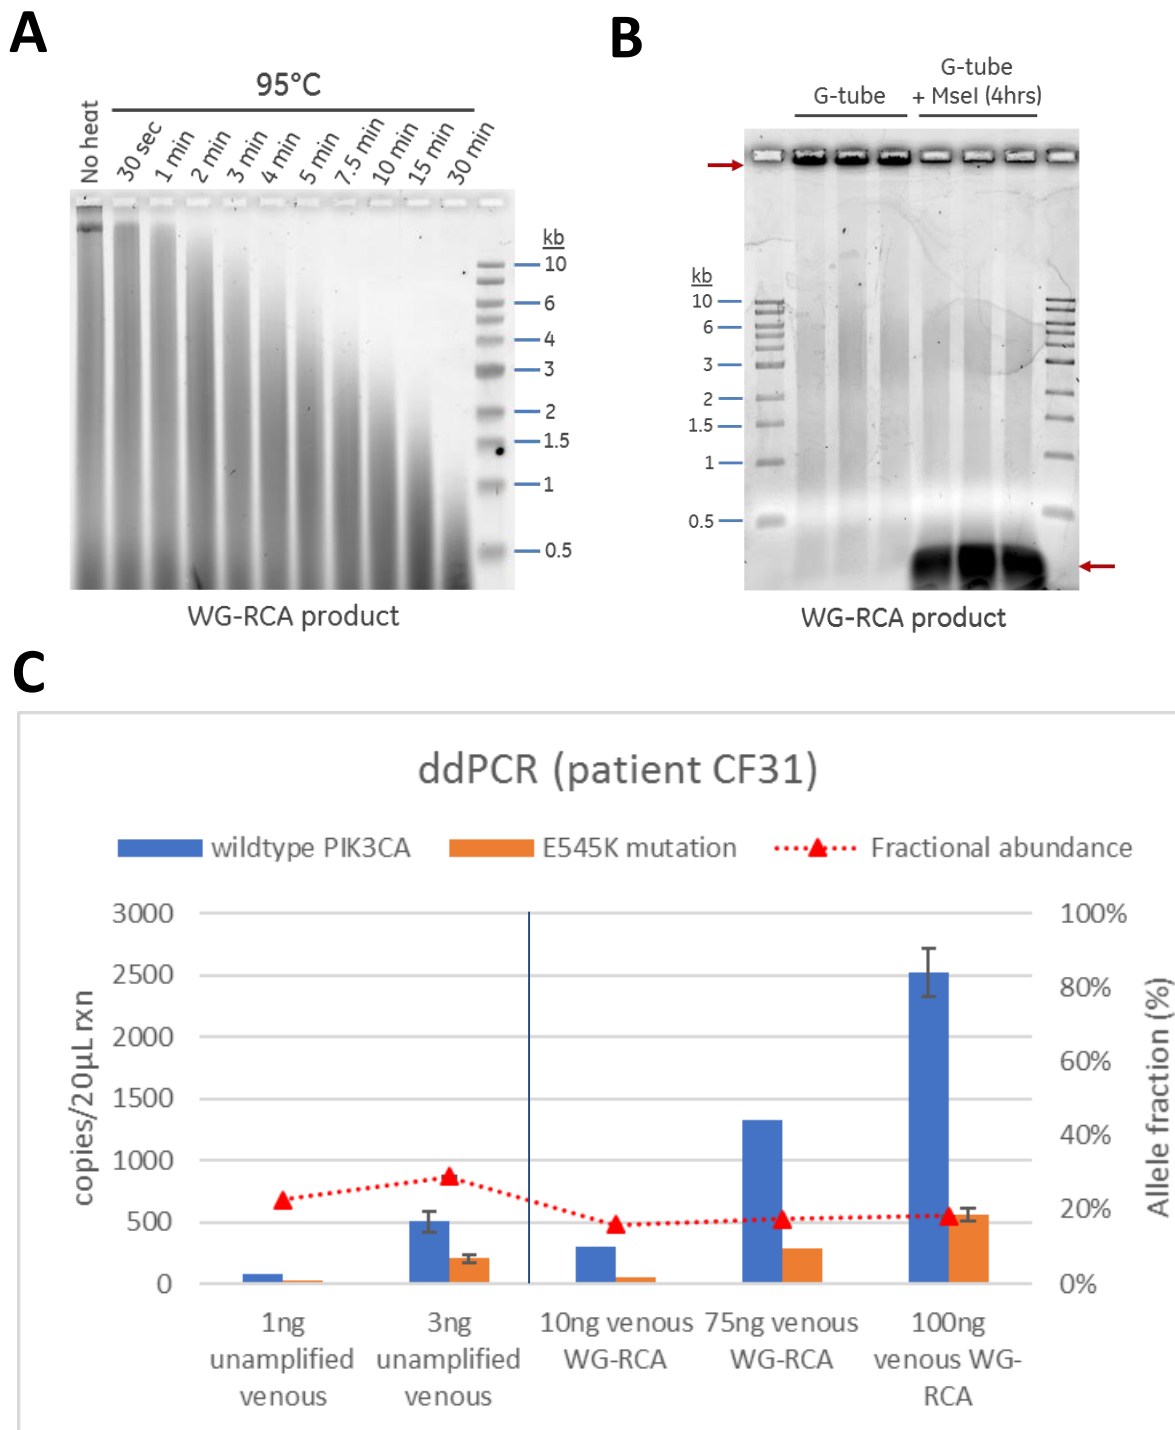 A
95°C
No heat
30 sec
1 min
2 min
3 min
4 min
5 min
7.5 min
10 min
15 min
30 min
kb
10
6
4
3
2
1.5
1
0.5
WG-RCA product
B
G-tube
G-tube
+ MseI (4hrs)
kb
10
6
3
2
1.5
1
0.5
WG-RCA product
C
ddPCR (patient CF31)
wildtype PIK3CA
E545K mutation
Fractional abundance
copies/20µL rxn
3000
2500
2000
1500
1000
500
0
100%
80%
60%
40%
20%
0%
Allele fraction (%)
1ng
unamplified
venous
3ng
unamplified
venous
10ng venous
WG-RCA
75ng venous
WG-RCA
100ng
venous WG-
RCA